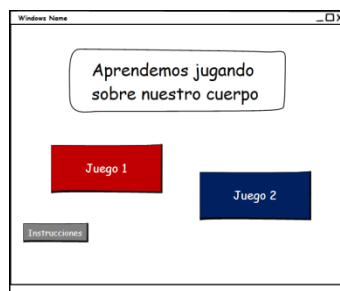 Windows Name
Aprendemos jugando
sobre nuestro cuerpo
Juego 1
Juego 2
Instrucciones